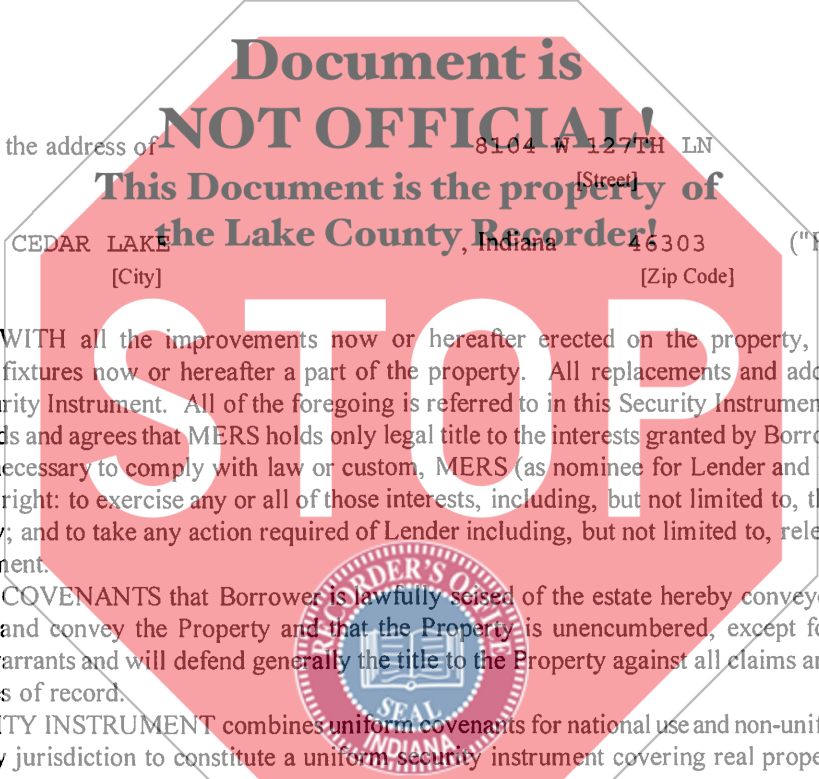 Document is
NOT OFFICIAL!
the address of 8104 W 127TH LN
This Document is the property of
[Street]
the Lake County Recorder!
CEDAR LAKE , Indiana 46303 ("
[City] [Zip Code]
STOP
WITH all the improvements now or hereafter erected on the property,
fixtures now or hereafter a part of the property. All replacements and add
rity Instrument. All of the foregoing is referred to in this Security Instrumen
ds and agrees that MERS holds only legal title to the interests granted by Borro
ecessary to comply with law or custom, MERS (as nominee for Lender and
right: to exercise any or all of those interests, including, but not limited to, th
; and to take any action required of Lender including, but not limited to, rele
ment.
COVENANTS that Borrower is lawfully seised of the estate hereby conveye
and convey the Property and that the Property is unencumbered, except fo
arrants and will defend generally the title to the Property against all claims an
s of record.
ITY INSTRUMENT combines uniform covenants for national use and non-unif
y jurisdiction to constitute a uniform security instrument covering real prope
RECORDER'S OFFICE
SEAL
INDIANA